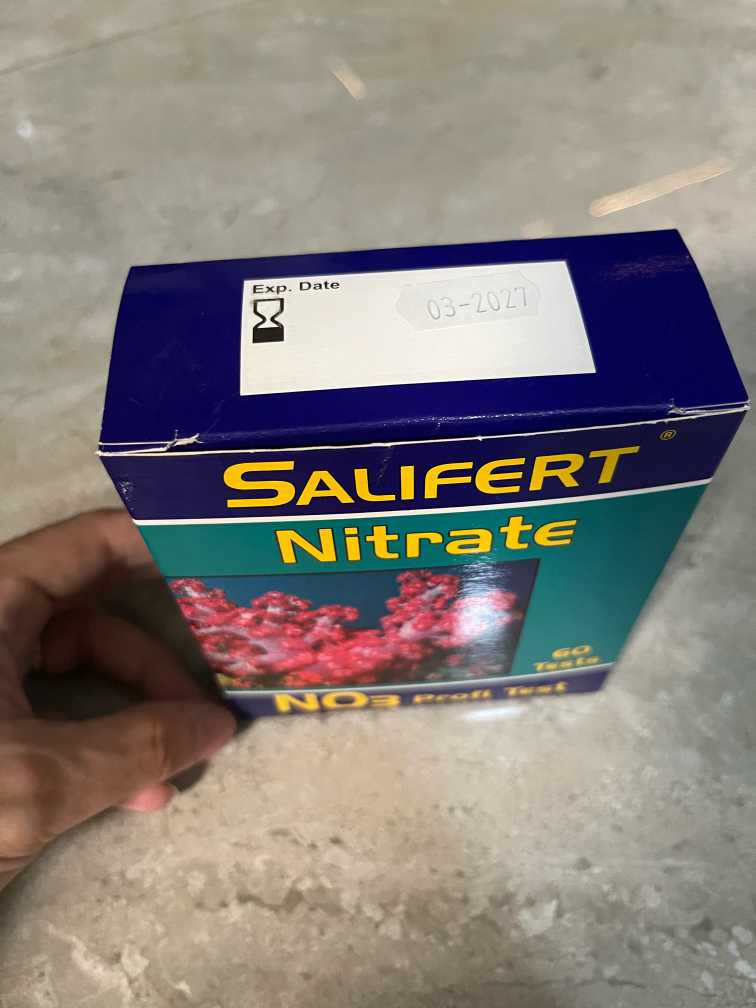 Exp. Date
03-2027
SALIFERT ®
Nitrate
60
Tests
NO3 Profi Test